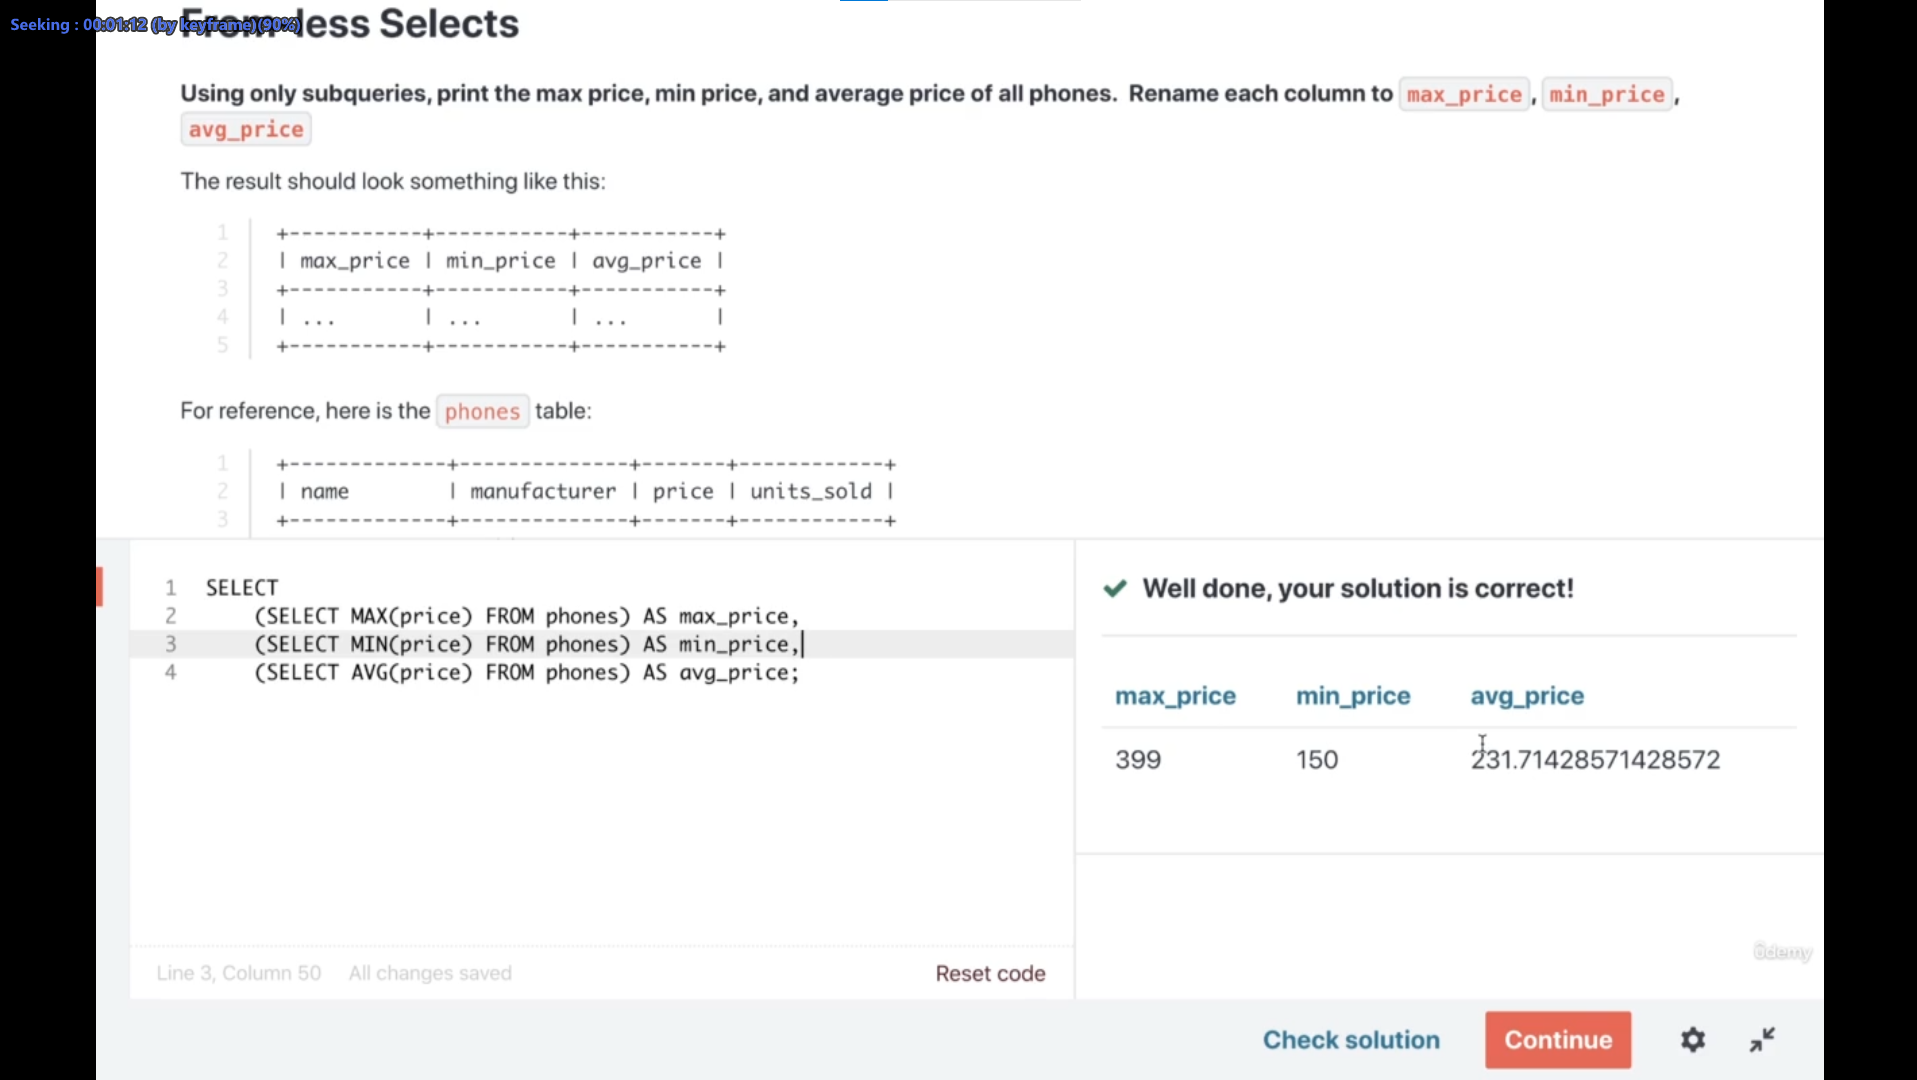 Seeking : 00:01:12 (by keyframe)(90%)
From-less Selects
Using only subqueries, print the max price, min price, and average price of all phones. Rename each column to max_price , min_price ,
avg_price
The result should look something like this:
1 +-----------+-----------+-----------+
2 | max_price | min_price | avg_price |
3 +-----------+-----------+-----------+
4 | ... | ... | ... |
5 +-----------+-----------+-----------+
For reference, here is the phones table:
1 +-------------+--------------+-------+------------+
2 | name | manufacturer | price | units_sold |
3 +-------------+--------------+-------+------------+
1 SELECT
2 (SELECT MAX(price) FROM phones) AS max_price,
3 (SELECT MIN(price) FROM phones) AS min_price,
4 (SELECT AVG(price) FROM phones) AS avg_price;
Line 3, Column 50 All changes saved
Reset code
Well done, your solution is correct!
max_price min_price avg_price
399 150 231.71428571428572
ûdemy
Check solution
Continue